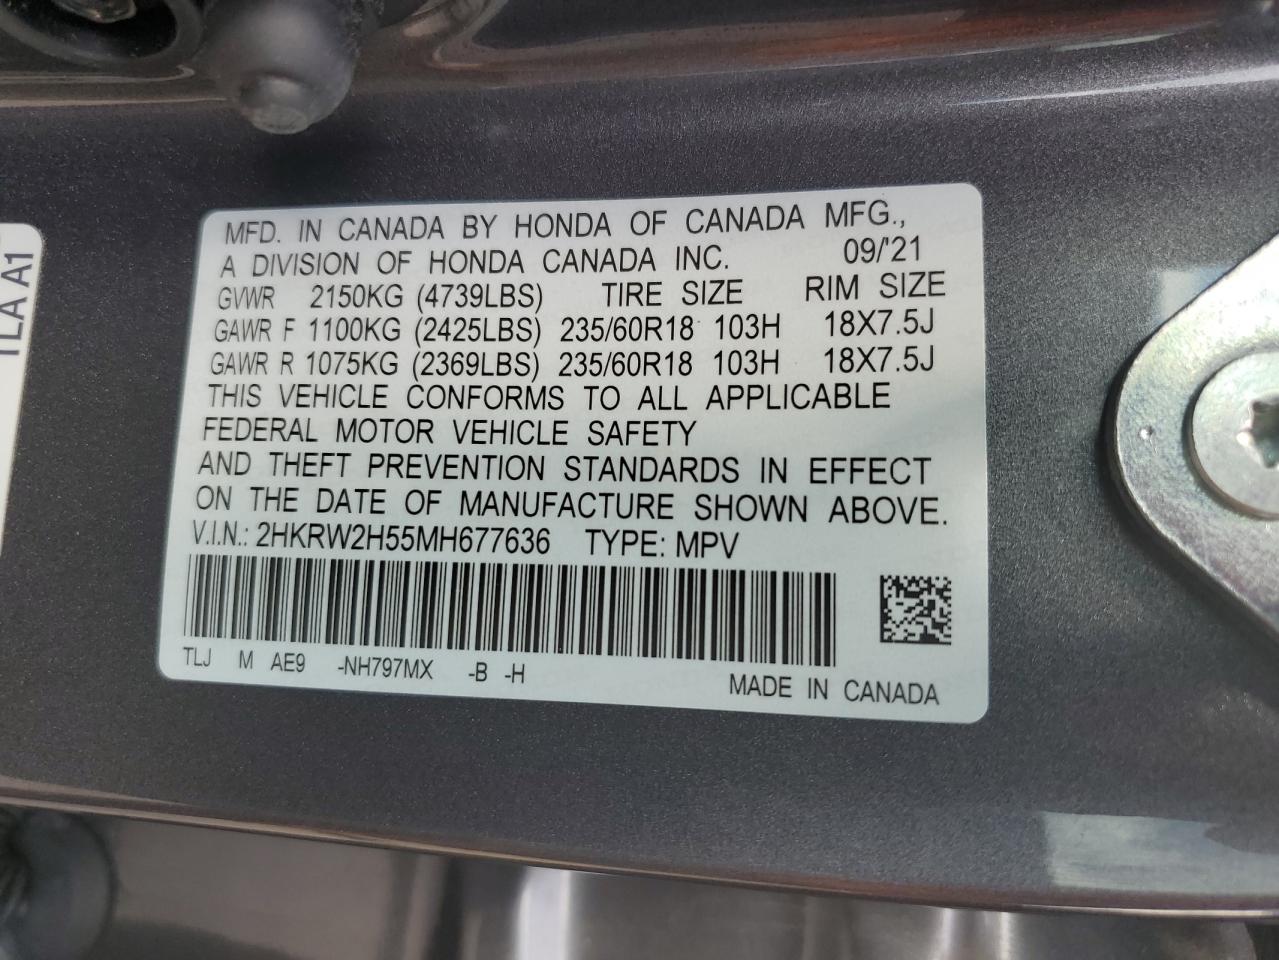 MFD. IN CANADA BY HONDA OF CANADA MFG.,
A DIVISION OF HONDA CANADA INC. 09/'21
GVWR 2150KG (4739LBS) TIRE SIZE RIM SIZE
GAWR F 1100KG (2425LBS) 235/60R18 103H 18X7.5J
GAWR R 1075KG (2369LBS) 235/60R18 103H 18X7.5J
THIS VEHICLE CONFORMS TO ALL APPLICABLE
FEDERAL MOTOR VEHICLE SAFETY
AND THEFT PREVENTION STANDARDS IN EFFECT
ON THE DATE OF MANUFACTURE SHOWN ABOVE.
V.I.N.: 2HKRW2H55MH677636 TYPE: MPV
TLJ M AE9 -NH797MX -B -H
MADE IN CANADA
TLA A1